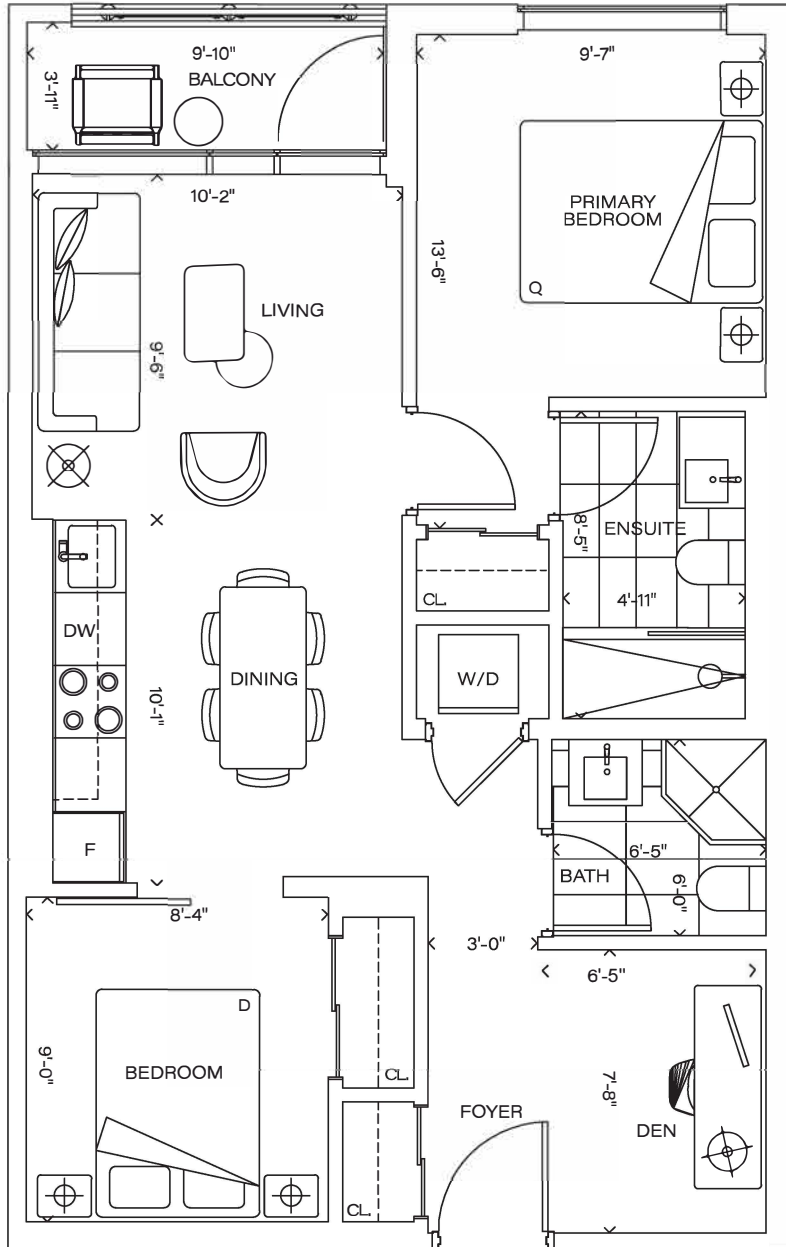 9'-10"
BALCONY
3'-11"
9'-7"
PRIMARY
BEDROOM
13'-6"
Q
10'-2"
LIVING
9'-6"
ENSUITE
8'-5"
4'-11"
CL.
W/D
DW
DINING
10'-1"
F
6'-5"
BATH
6'-0"
8'-4"
3'-0"
6'-5"
D
BEDROOM
9'-0"
CL.
FOYER
7'-8"
DEN
CL.